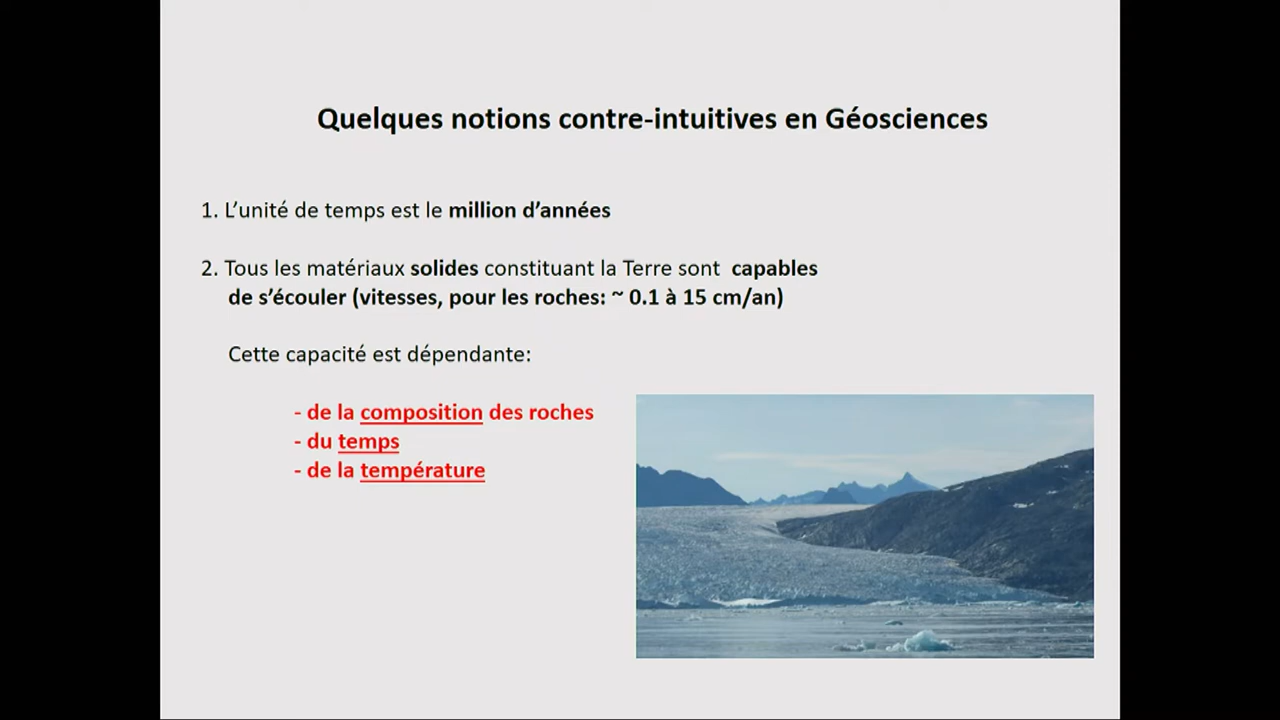 Quelques notions contre-intuitives en Géosciences
1. L’unité de temps est le million d’années
2. Tous les matériaux solides constituant la Terre sont capables
de s’écouler (vitesses, pour les roches: ~ 0.1 à 15 cm/an)
Cette capacité est dépendante:
- de la composition des roches
- du temps
- de la température